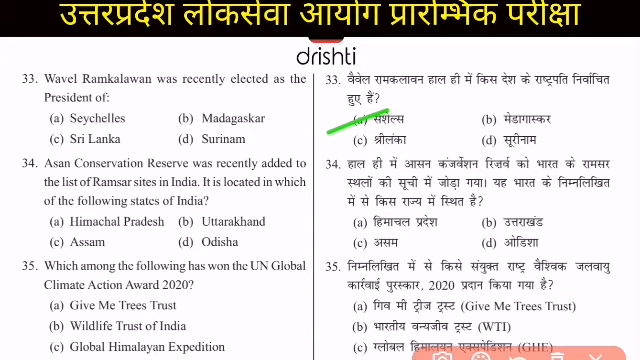 उत्तरप्रदेश लोकसेवा आयोग प्रारम्भिक परीक्षा
drishti
33. Wavel Ramkalawan was recently elected as the
President of:
(a) Seychelles (b) Madagaskar
(c) Sri Lanka (d) Surinam
34. Asan Conservation Reserve was recently added to
the list of Ramsar sites in India. It is located in which
of the following states of India?
(a) Himachal Pradesh (b) Uttarakhand
(c) Assam (d) Odisha
35. Which among the following has won the UN Global
Climate Action Award 2020?
(a) Give Me Trees Trust
(b) Wildlife Trust of India
(c) Global Himalayan Expedition
33. वैवेल रामकलावन हाल ही में किस देश के राष्ट्रपति निर्वाचित
हुए हैं?
(a) सेशेल्स (b) मेडागास्कर
(c) श्रीलंका (d) सूरीनाम
34. हाल ही में आसन कंजर्वेशन रिज़र्व को भारत के रामसर
स्थलों की सूची में जोड़ा गया। यह भारत के निम्नलिखित
में से किस राज्य में स्थित है?
(a) हिमाचल प्रदेश (b) उत्तराखंड
(c) असम (d) ओडिशा
35. निम्नलिखित में से किसे संयुक्त राष्ट्र वैश्विक जलवायु
कार्रवाई पुरस्कार, 2020 प्रदान किया गया है?
(a) गिव मी ट्रीज ट्रस्ट (Give Me Trees Trust)
(b) भारतीय वन्यजीव ट्रस्ट (WTI)
(c) ग्लोबल हिमालयन एक्सपेडिशन (GHE)